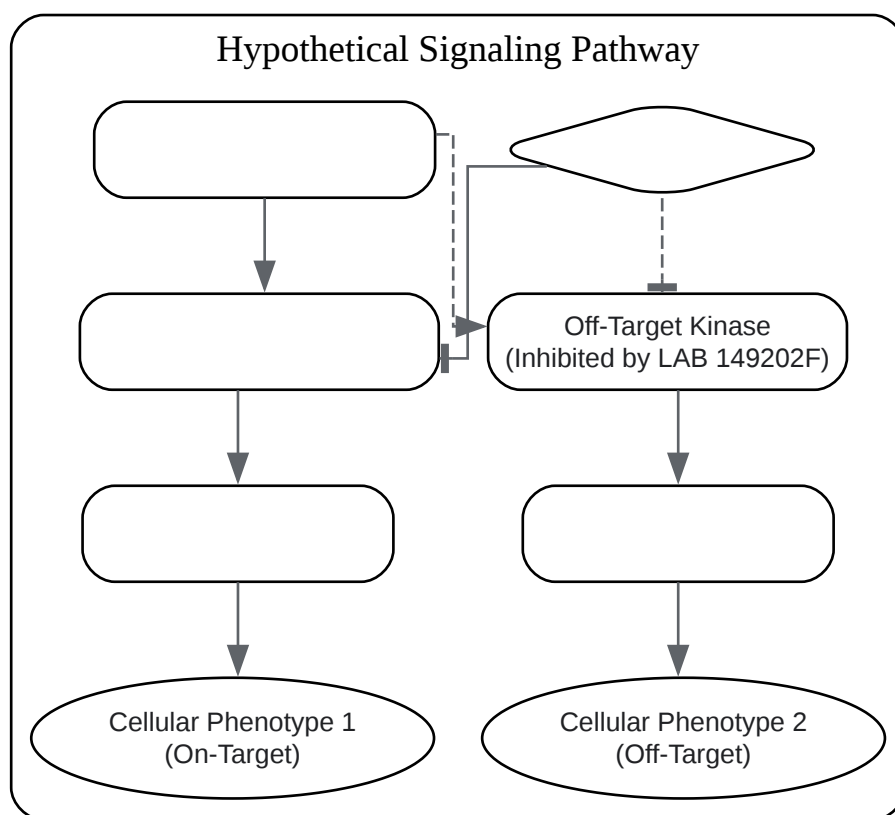 Hypothetical Signaling Pathway
Off-Target Kinase
(Inhibited by LAB 149202F)
Cellular Phenotype 1
(On-Target)
Cellular Phenotype 2
(Off-Target)